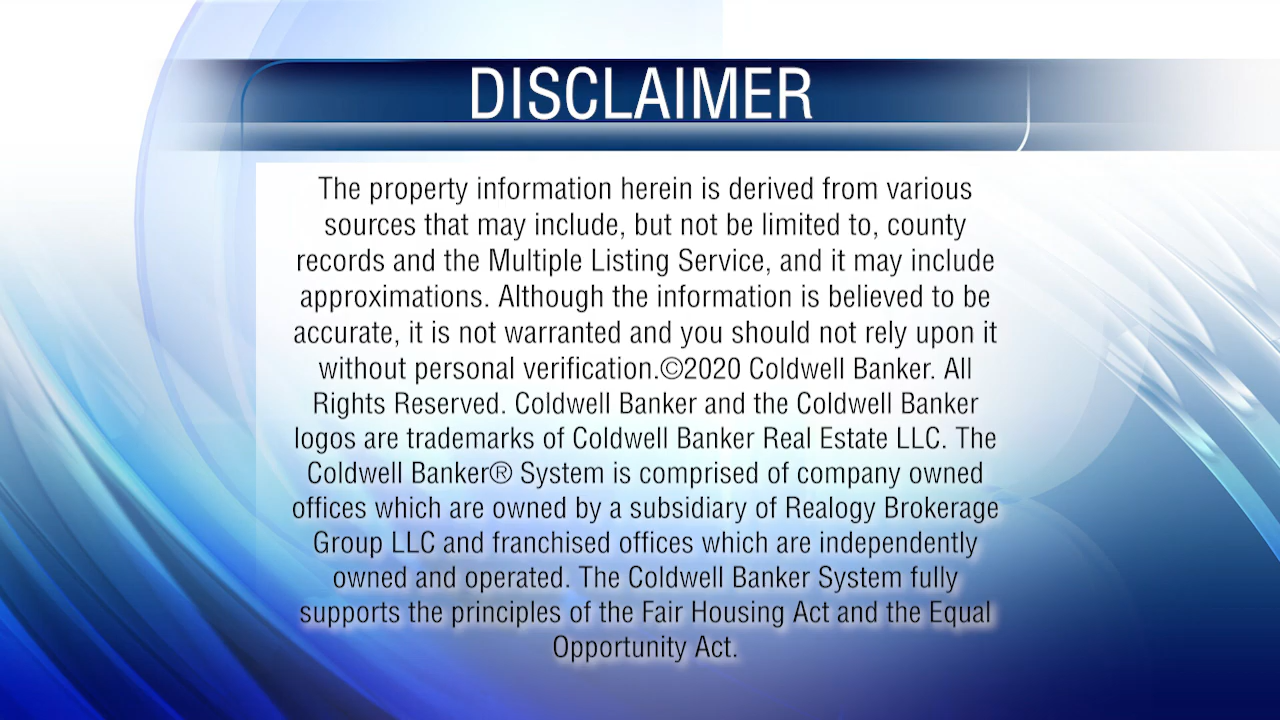 DISCLAIMER
The property information herein is derived from various
sources that may include, but not be limited to, county
records and the Multiple Listing Service, and it may include
approximations. Although the information is believed to be
accurate, it is not warranted and you should not rely upon it
without personal verification.©2020 Coldwell Banker. All
Rights Reserved. Coldwell Banker and the Coldwell Banker
logos are trademarks of Coldwell Banker Real Estate LLC. The
Coldwell Banker® System is comprised of company owned
offices which are owned by a subsidiary of Realogy Brokerage
Group LLC and franchised offices which are independently
owned and operated. The Coldwell Banker System fully
supports the principles of the Fair Housing Act and the Equal
Opportunity Act.